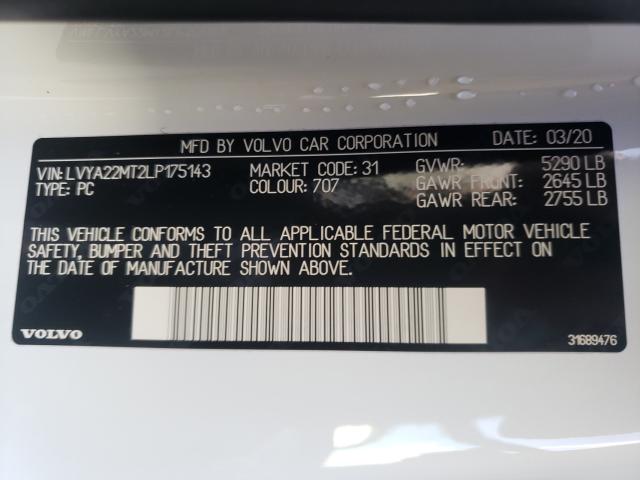 MFD BY VOLVO CAR CORPORATION DATE: 03/20
VIN: LVYA22MT2LP175143 MARKET CODE: 31 GVWR: 5290 LB
TYPE: PC COLOUR: 707 GAWR FRONT: 2645 LB
GAWR REAR: 2755 LB
THIS VEHICLE CONFORMS TO ALL APPLICABLE FEDERAL MOTOR VEHICLE
SAFETY, BUMPER AND THEFT PREVENTION STANDARDS IN EFFECT ON
THE DATE OF MANUFACTURE SHOWN ABOVE.
VOLVO 31689476